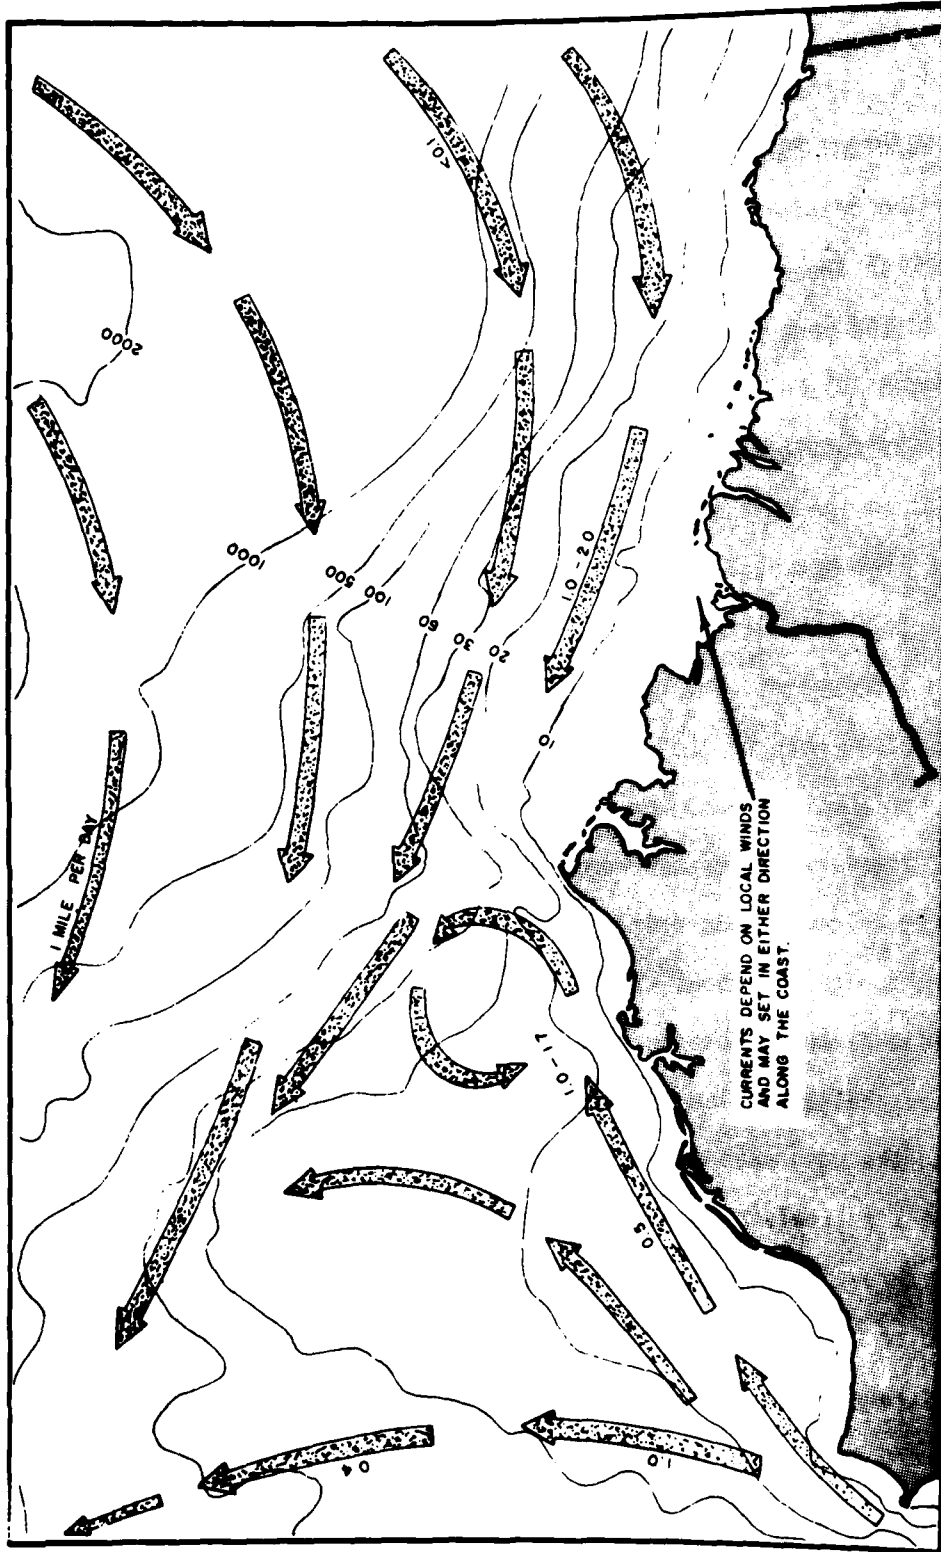 2000
<0.1
1000
500
100
60
30
20
1.0 - 2.0
10
1 MILE PER DAY
CURRENTS DEPEND ON LOCAL WINDS
AND MAY SET IN EITHER DIRECTION
ALONG THE COAST.
1.0 - 1.7
0.5
0.4
1.0